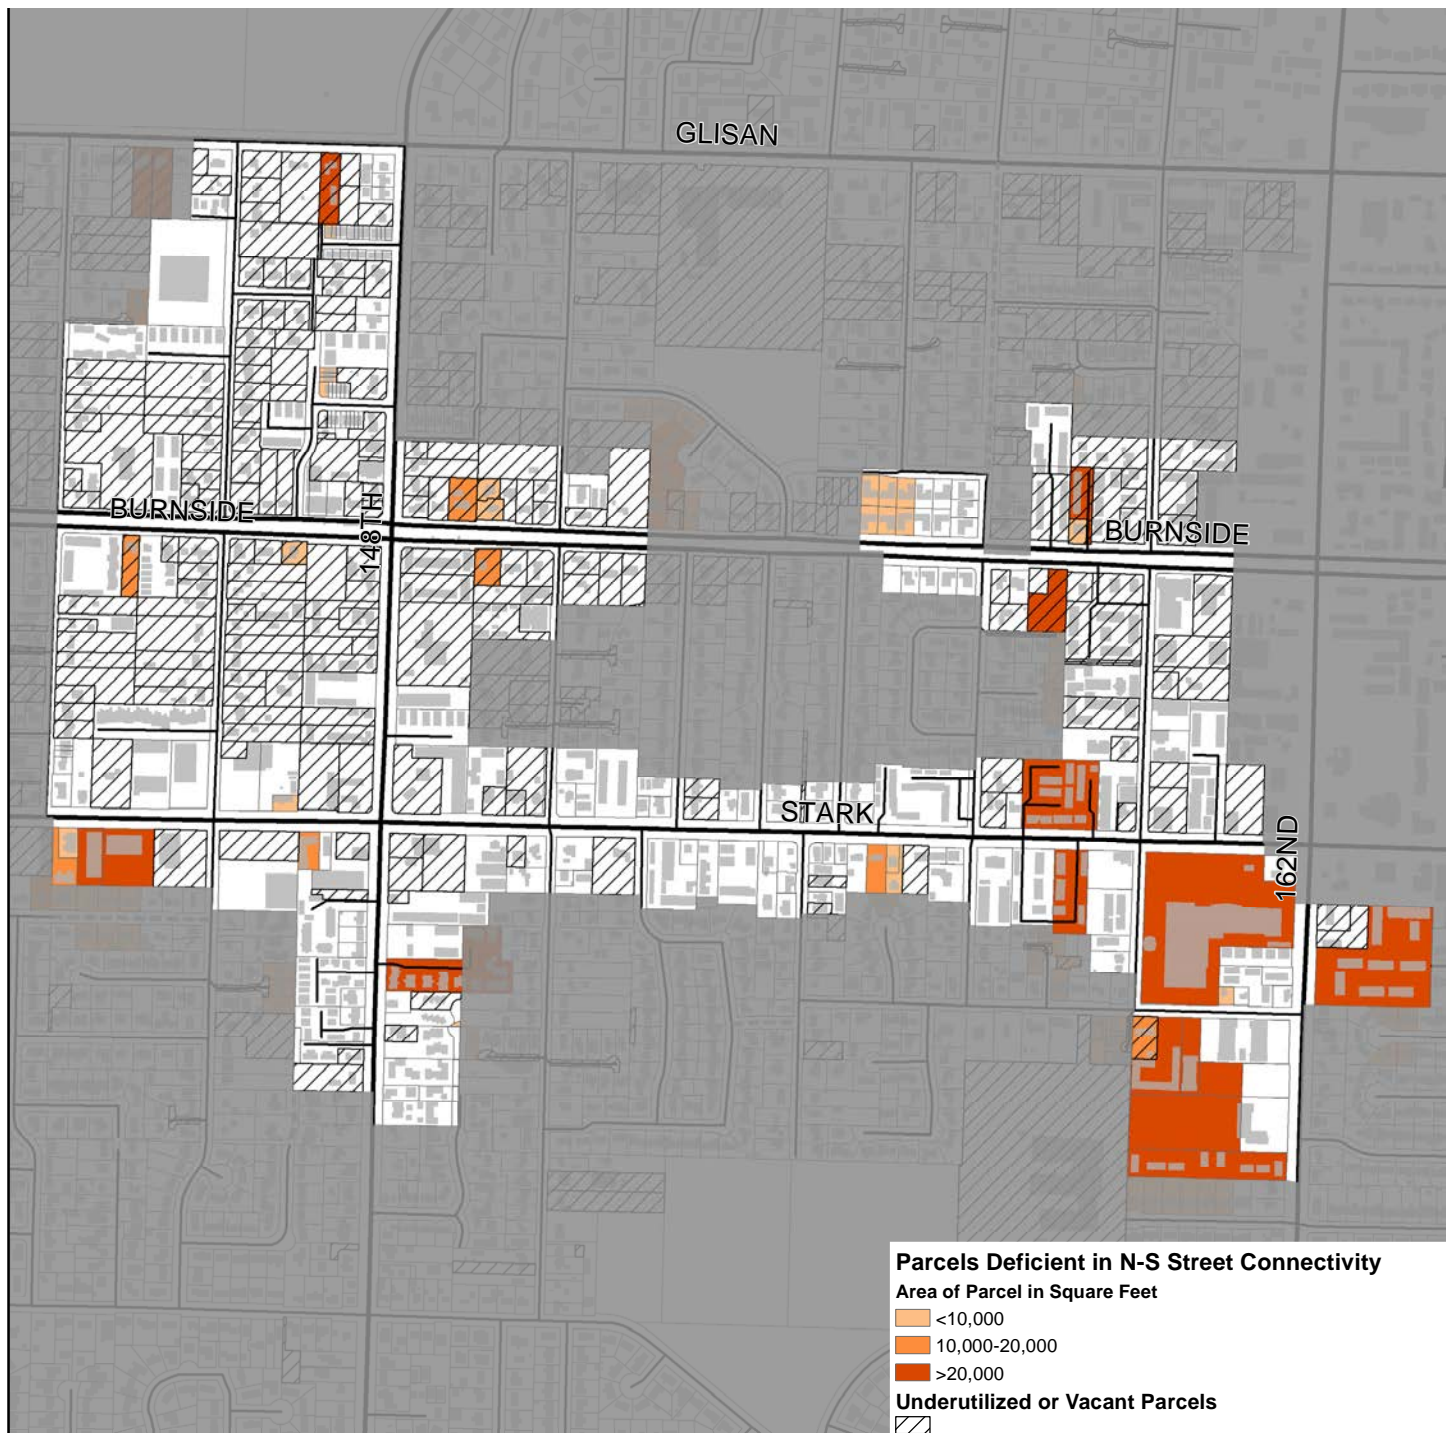 GLISAN
BURNSIDE
148TH
BURNSIDE
STARK
162ND
Parcels Deficient in N-S Street Connectivity
Area of Parcel in Square Feet
<10,000
10,000-20,000
>20,000
Underutilized or Vacant Parcels